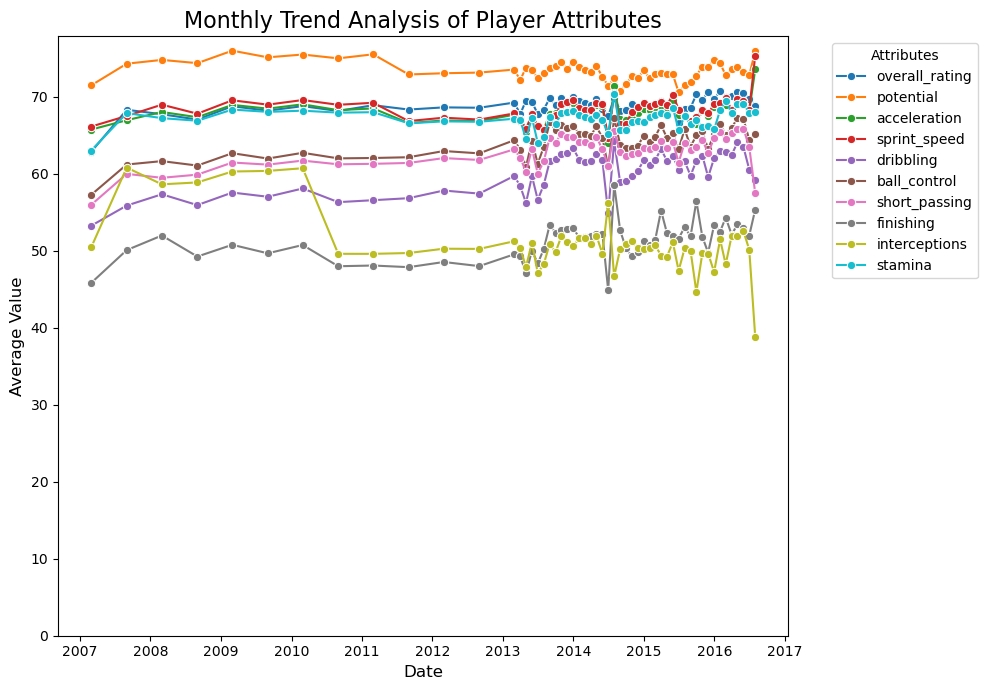 Monthly Trend Analysis of Player Attributes
Average Value
70
60
50
40
30
20
10
0
2007 2008 2009 2010 2011 2012 2013 2014 2015 2016 2017
Date
Attributes
overall_rating
potential
acceleration
sprint_speed
dribbling
ball_control
short_passing
finishing
interceptions
stamina